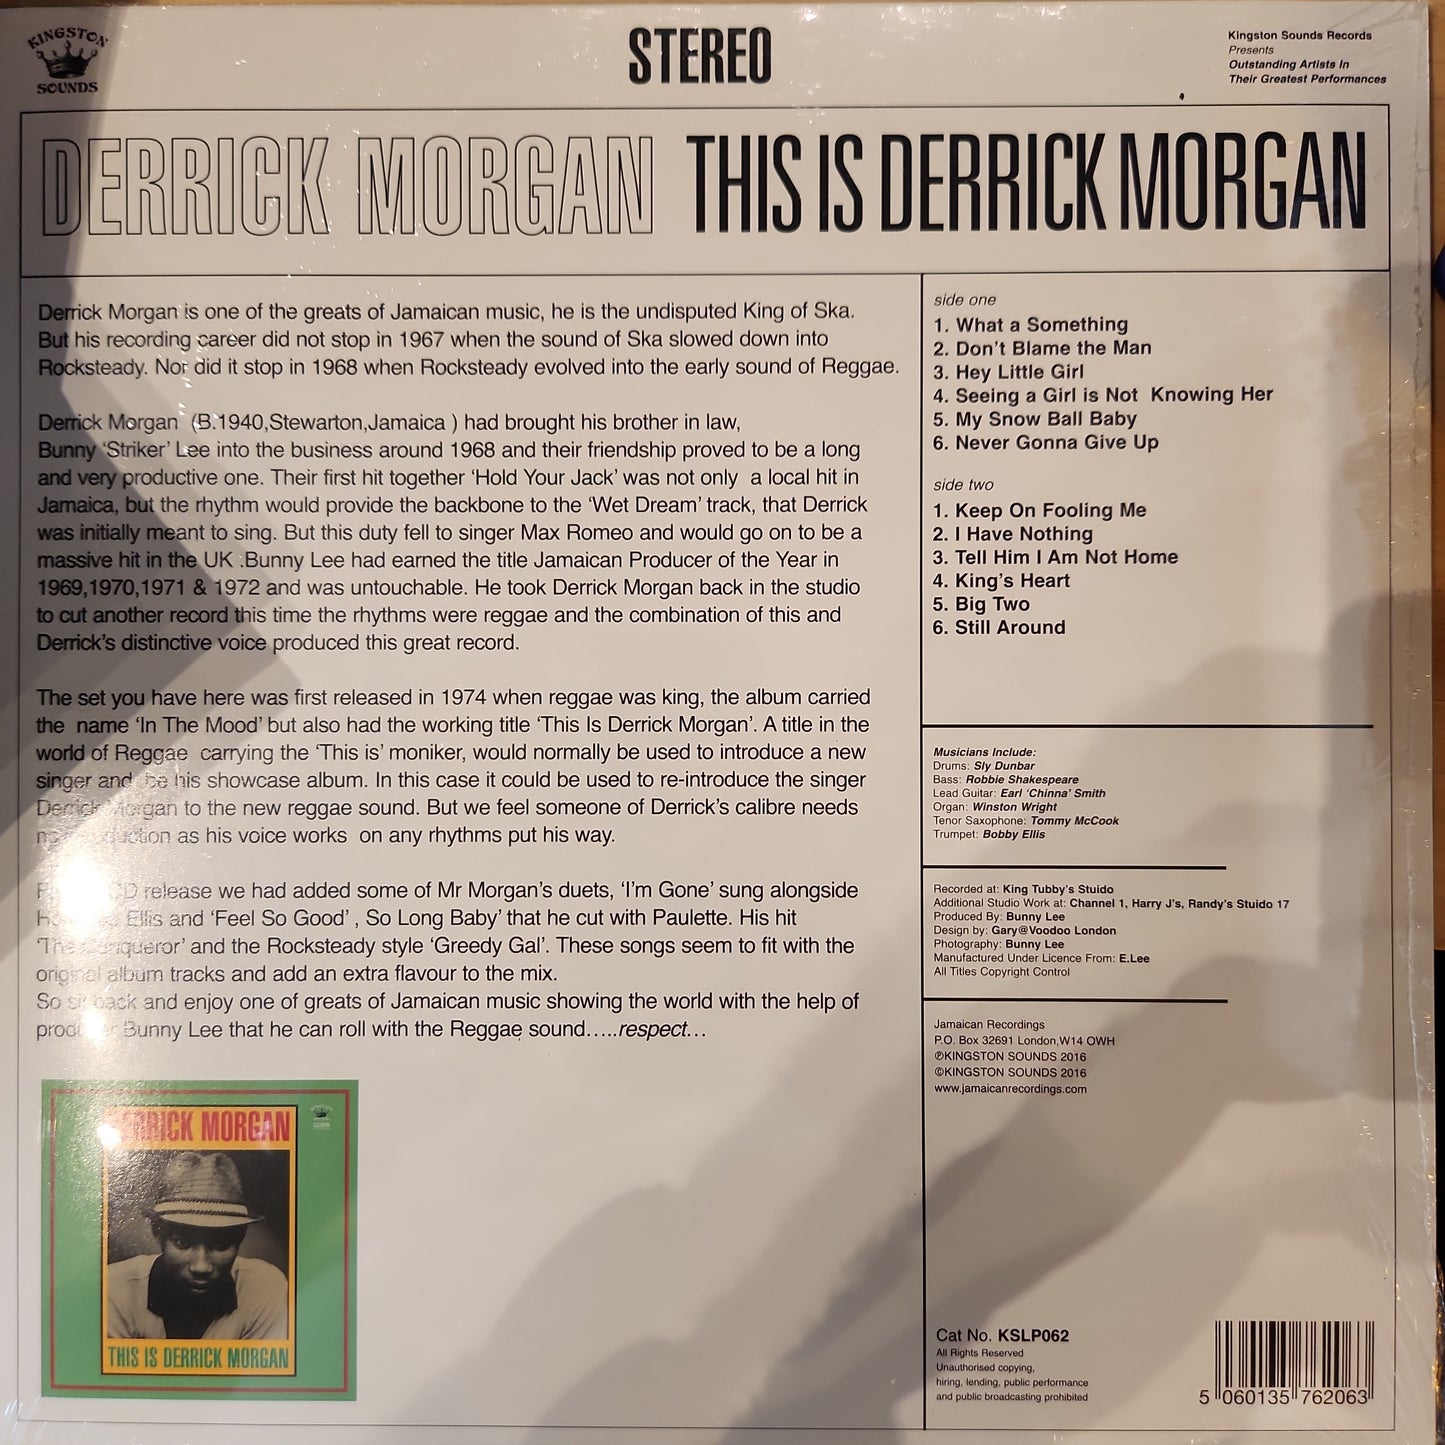 KINGSTON
SOUNDS
STEREO
Kingston Sounds Records
Presents
Outstanding Artists In
Their Greatest Performances
DERRICK MORGAN THIS IS DERRICK MORGAN
Derrick Morgan is one of the greats of Jamaican music, he is the undisputed King of Ska.
But his recording career did not stop in 1967 when the sound of Ska slowed down into
Rocksteady. Nor did it stop in 1968 when Rocksteady evolved into the early sound of Reggae.
Derrick Morgan (B.1940,Stewarton,Jamaica ) had brought his brother in law,
Bunny ‘Striker’ Lee into the business around 1968 and their friendship proved to be a long
and very productive one. Their first hit together ‘Hold Your Jack’ was not only a local hit in
Jamaica, but the rhythm would provide the backbone to the ‘Wet Dream’ track, that Derrick
was initially meant to sing. But this duty fell to singer Max Romeo and would go on to be a
massive hit in the UK .Bunny Lee had earned the title Jamaican Producer of the Year in
1969,1970,1971 & 1972 and was untouchable. He took Derrick Morgan back in the studio
to cut another record this time the rhythms were reggae and the combination of this and
Derrick’s distinctive voice produced this great record.
The set you have here was first released in 1974 when reggae was king, the album carried
the name ‘In The Mood’ but also had the working title ‘This Is Derrick Morgan’. A title in the
world of Reggae carrying the ‘This is’ moniker, would normally be used to introduce a new
singer and be his showcase album. In this case it could be used to re-introduce the singer
Derrick Morgan to the new reggae sound. But we feel someone of Derrick’s calibre needs
as his voice works on any rhythms put his way.
CD release we had added some of Mr Morgan’s duets, ‘I’m Gone’ sung alongside
Ellis and ‘Feel So Good’ , So Long Baby’ that he cut with Paulette. His hit
‘The Conqueror’ and the Rocksteady style ‘Greedy Gal’. These songs seem to fit with the
original album tracks and add an extra flavour to the mix.
So sit back and enjoy one of greats of Jamaican music showing the world with the help of
producer Bunny Lee that he can roll with the Reggae sound…..respect…
DERRICK MORGAN
THIS IS DERRICK MORGAN
side one
1. What a Something
2. Don’t Blame the Man
3. Hey Little Girl
4. Seeing a Girl is Not Knowing Her
5. My Snow Ball Baby
6. Never Gonna Give Up
side two
1. Keep On Fooling Me
2. I Have Nothing
3. Tell Him I Am Not Home
4. King’s Heart
5. Big Two
6. Still Around
Musicians Include:
Drums: Sly Dunbar
Bass: Robbie Shakespeare
Lead Guitar: Earl ‘Chinna’ Smith
Organ: Winston Wright
Tenor Saxophone: Tommy McCook
Trumpet: Bobby Ellis
Recorded at: King Tubby’s Stuido
Additional Studio Work at: Channel 1, Harry J’s, Randy’s Stuido 17
Produced By: Bunny Lee
Design by: Gary@Voodoo London
Photography: Bunny Lee
Manufactured Under Licence From: E.Lee
All Titles Copyright Control
Jamaican Recordings
P.O. Box 32691 London,W14 OWH
℗KINGSTON SOUNDS 2016
©KINGSTON SOUNDS 2016
www.jamaicanrecordings.com
Cat No. KSLP062
All Rights Reserved
Unauthorised copying,
hiring, lending, public performance
and public broadcasting prohibited
5 060135 762063